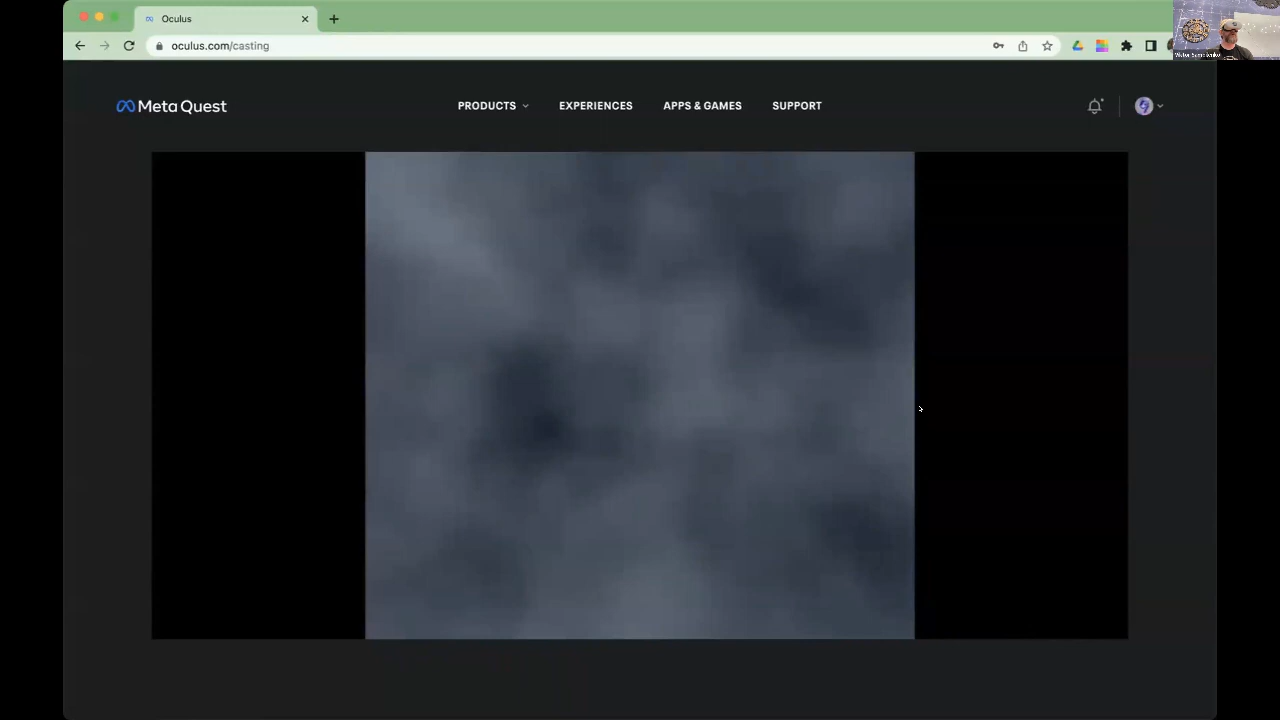 Oculus
oculus.com/casting
Meta Quest
PRODUCTS
EXPERIENCES
APPS & GAMES
SUPPORT